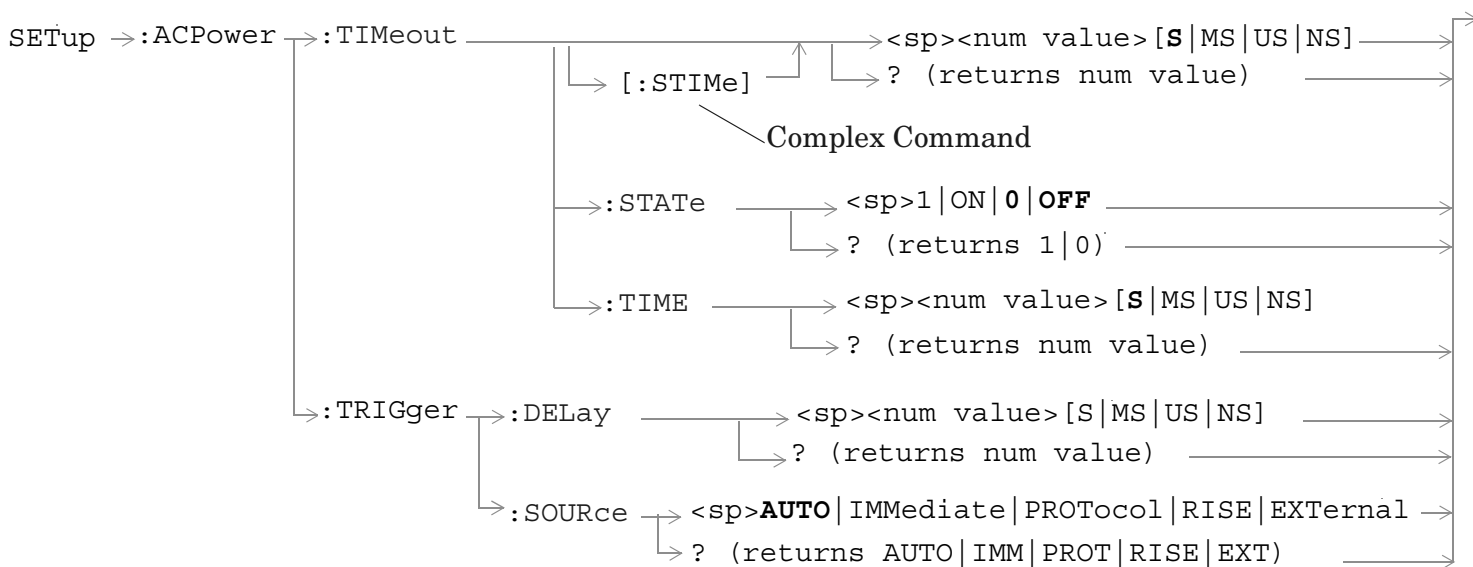 SETup :ACPower :TIMeout <sp><num value>[S|MS|US|NS]
[:STIMe] ? (returns num value)
Complex Command
:STATe <sp>1|ON|0|OFF
? (returns 1|0)
:TIME <sp><num value>[S|MS|US|NS]
? (returns num value)
:TRIGger :DELay <sp><num value>[S|MS|US|NS]
? (returns num value)
:SOURce <sp>AUTO|IMMediate|PROTocol|RISE|EXTernal
? (returns AUTO|IMM|PROT|RISE|EXT)